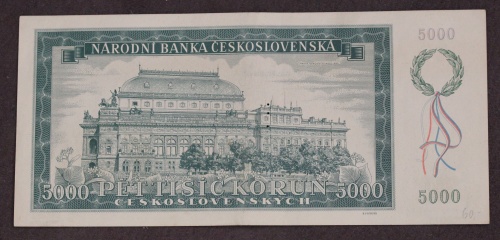 NÁRODNÍ BANKA ČESKOSLOVENSKÁ
5000
5000 PĚT TISÍC KORUN 5000
ČESKOSLOVENSKÝCH
5000